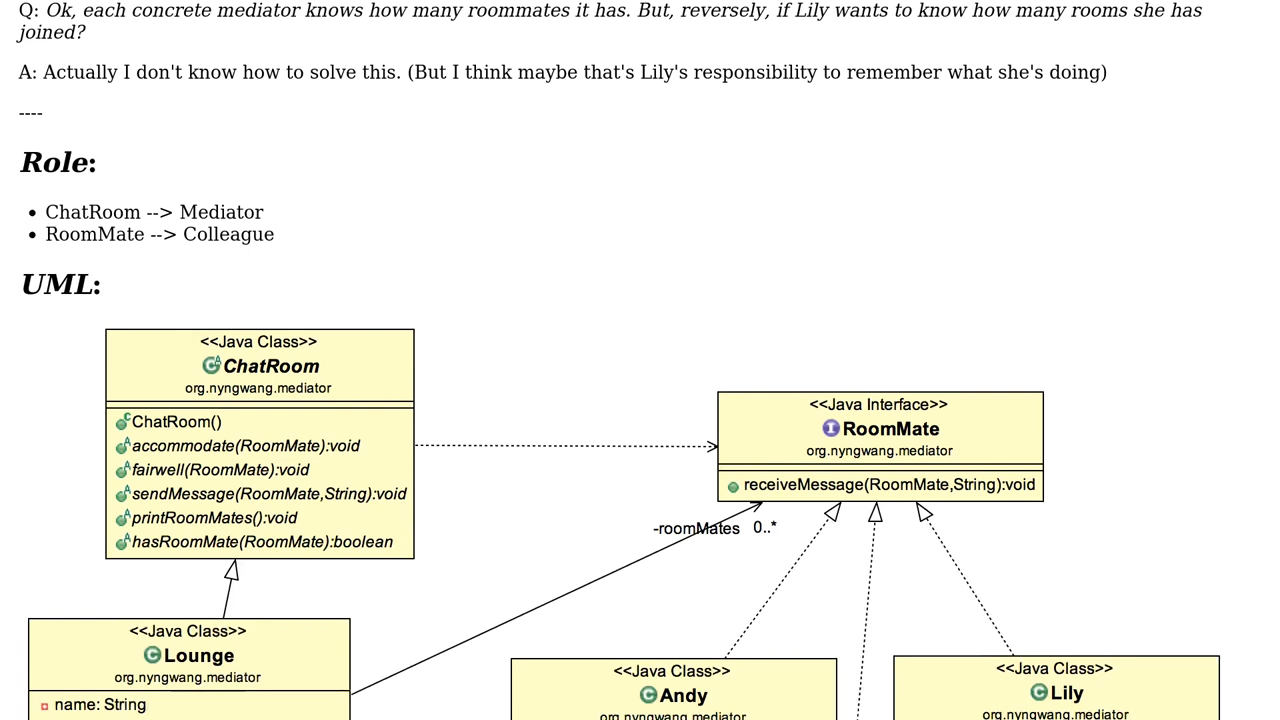 Q: Ok, each concrete mediator knows how many roommates it has. But, reversely, if Lily wants to know how many rooms she has
joined?
A: Actually I don't know how to solve this. (But I think maybe that's Lily's responsibility to remember what she's doing)
----
Role:
• ChatRoom --> Mediator
• RoomMate --> Colleague
UML:
<<Java Class>>
ChatRoom
org.nyngwang.mediator
ChatRoom()
accommodate(RoomMate):void
fairwell(RoomMate):void
sendMessage(RoomMate,String):void
printRoomMates():void
hasRoomMate(RoomMate):boolean
<<Java Interface>>
RoomMate
org.nyngwang.mediator
receiveMessage(RoomMate,String):void
-roomMates 0..*
<<Java Class>>
Lounge
org.nyngwang.mediator
name: String
<<Java Class>>
Andy
org.nyngwang.mediator
<<Java Class>>
Lily
org.nyngwang.mediator